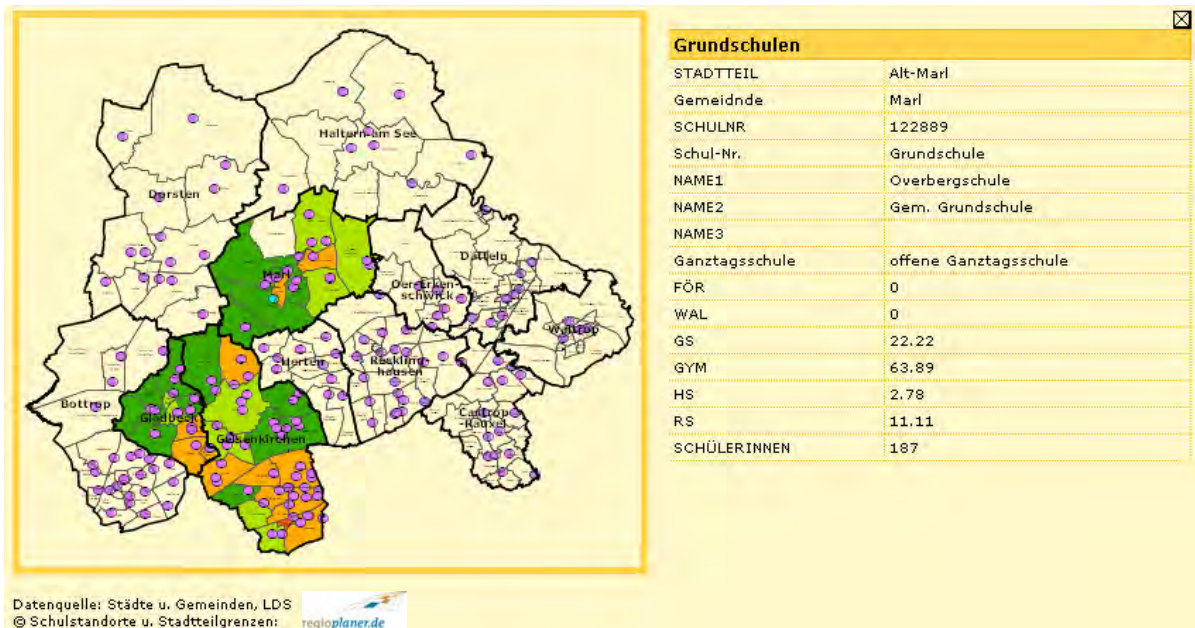 Haltern am See
Dorsten
Datteln
Marl
Oer-Erken-
schwick
Waltrop
Herten
Reckling-
hausen
Bottrop
Gladbeck
Castrop
-Rauxel
Gelsenkirchen
Grundschulen
STADTTEIL Alt-Marl
Gemeidnde Marl
SCHULNR 122889
Schul-Nr. Grundschule
NAME1 Overbergschule
NAME2 Gem. Grundschule
NAME3
Ganztagsschule offene Ganztagsschule
FÖR 0
WAL 0
GS 22.22
GYM 63.89
HS 2.78
RS 11.11
SCHÜLERINNEN 187
Datenquelle: Städte u. Gemeinden, LDS
© Schulstandorte u. Stadtteilgrenzen: regioplaner.de